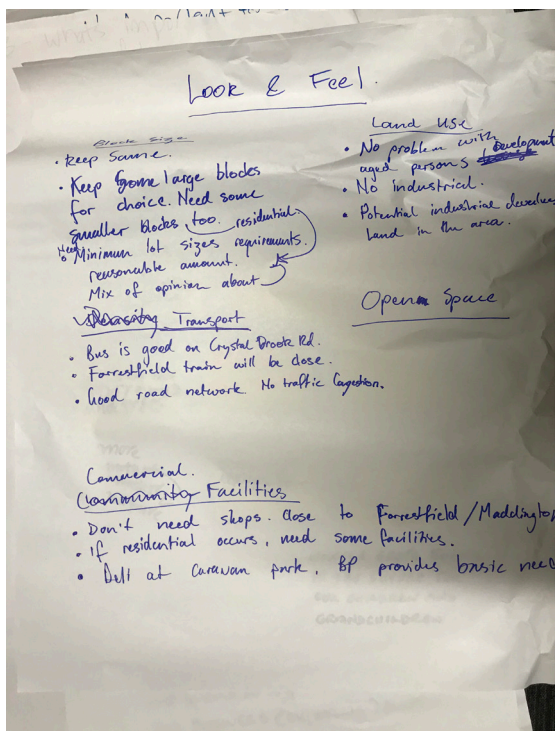 Look & Feel.
Block Size
• Keep Same.
• Keep some large blocks
for choice. Need some
smaller blocks too. residential.
• Need Minimum lot sizes requirements.
reasonable amount.
Mix of opinion about
Land Use
• No problem with
aged persons Development
• No industrial.
• Potential industrial devalues
Land in the area.
Open Space
Density Transport
• Bus is good on Crystal Brook Rd.
• Forrestfield train will be close.
• Good road network. No traffic Congestion.
Commercial.
Community Facilities
• Don't need shops. Close to Forrestfield/Maddington
• If residential occurs, need some facilities.
• Deli at Caravan park. BP provides basic need